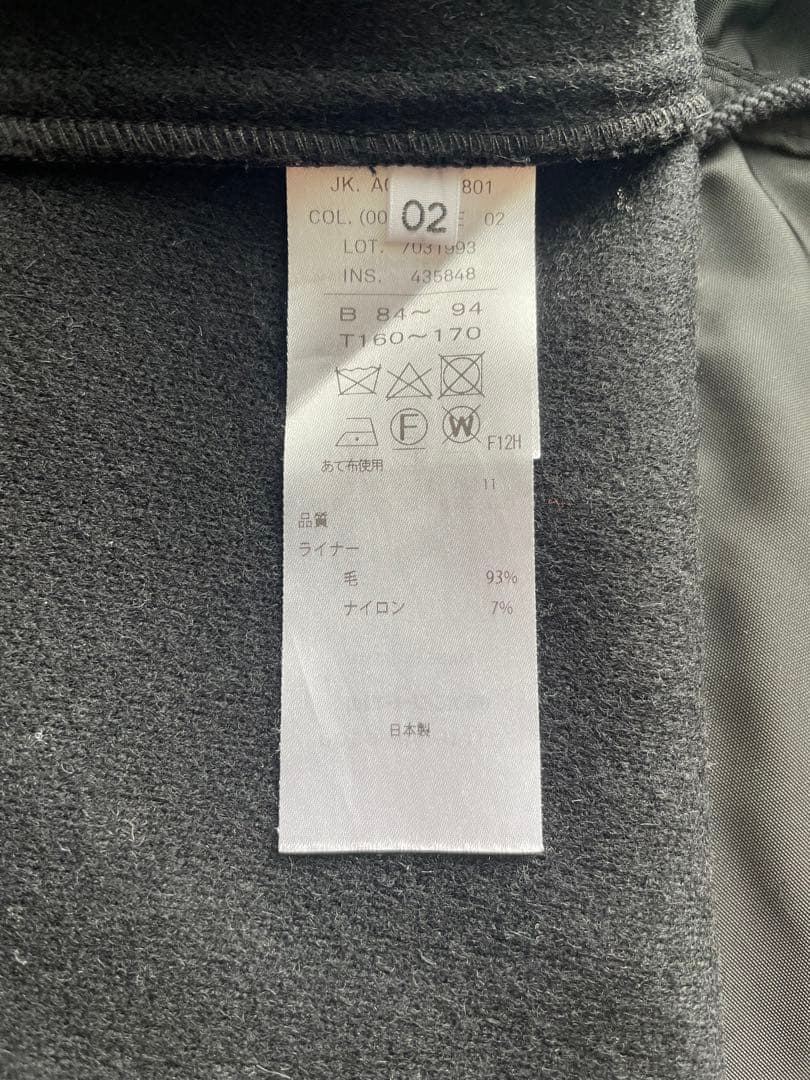 JK. 801
COL. (00 02
02
LOT. 7031993
INS. 435848
B 84～ 94
T160～170
F W F12H
あて布使用
11
品質
ライナー
毛 93%
ナイロン 7%
日本製